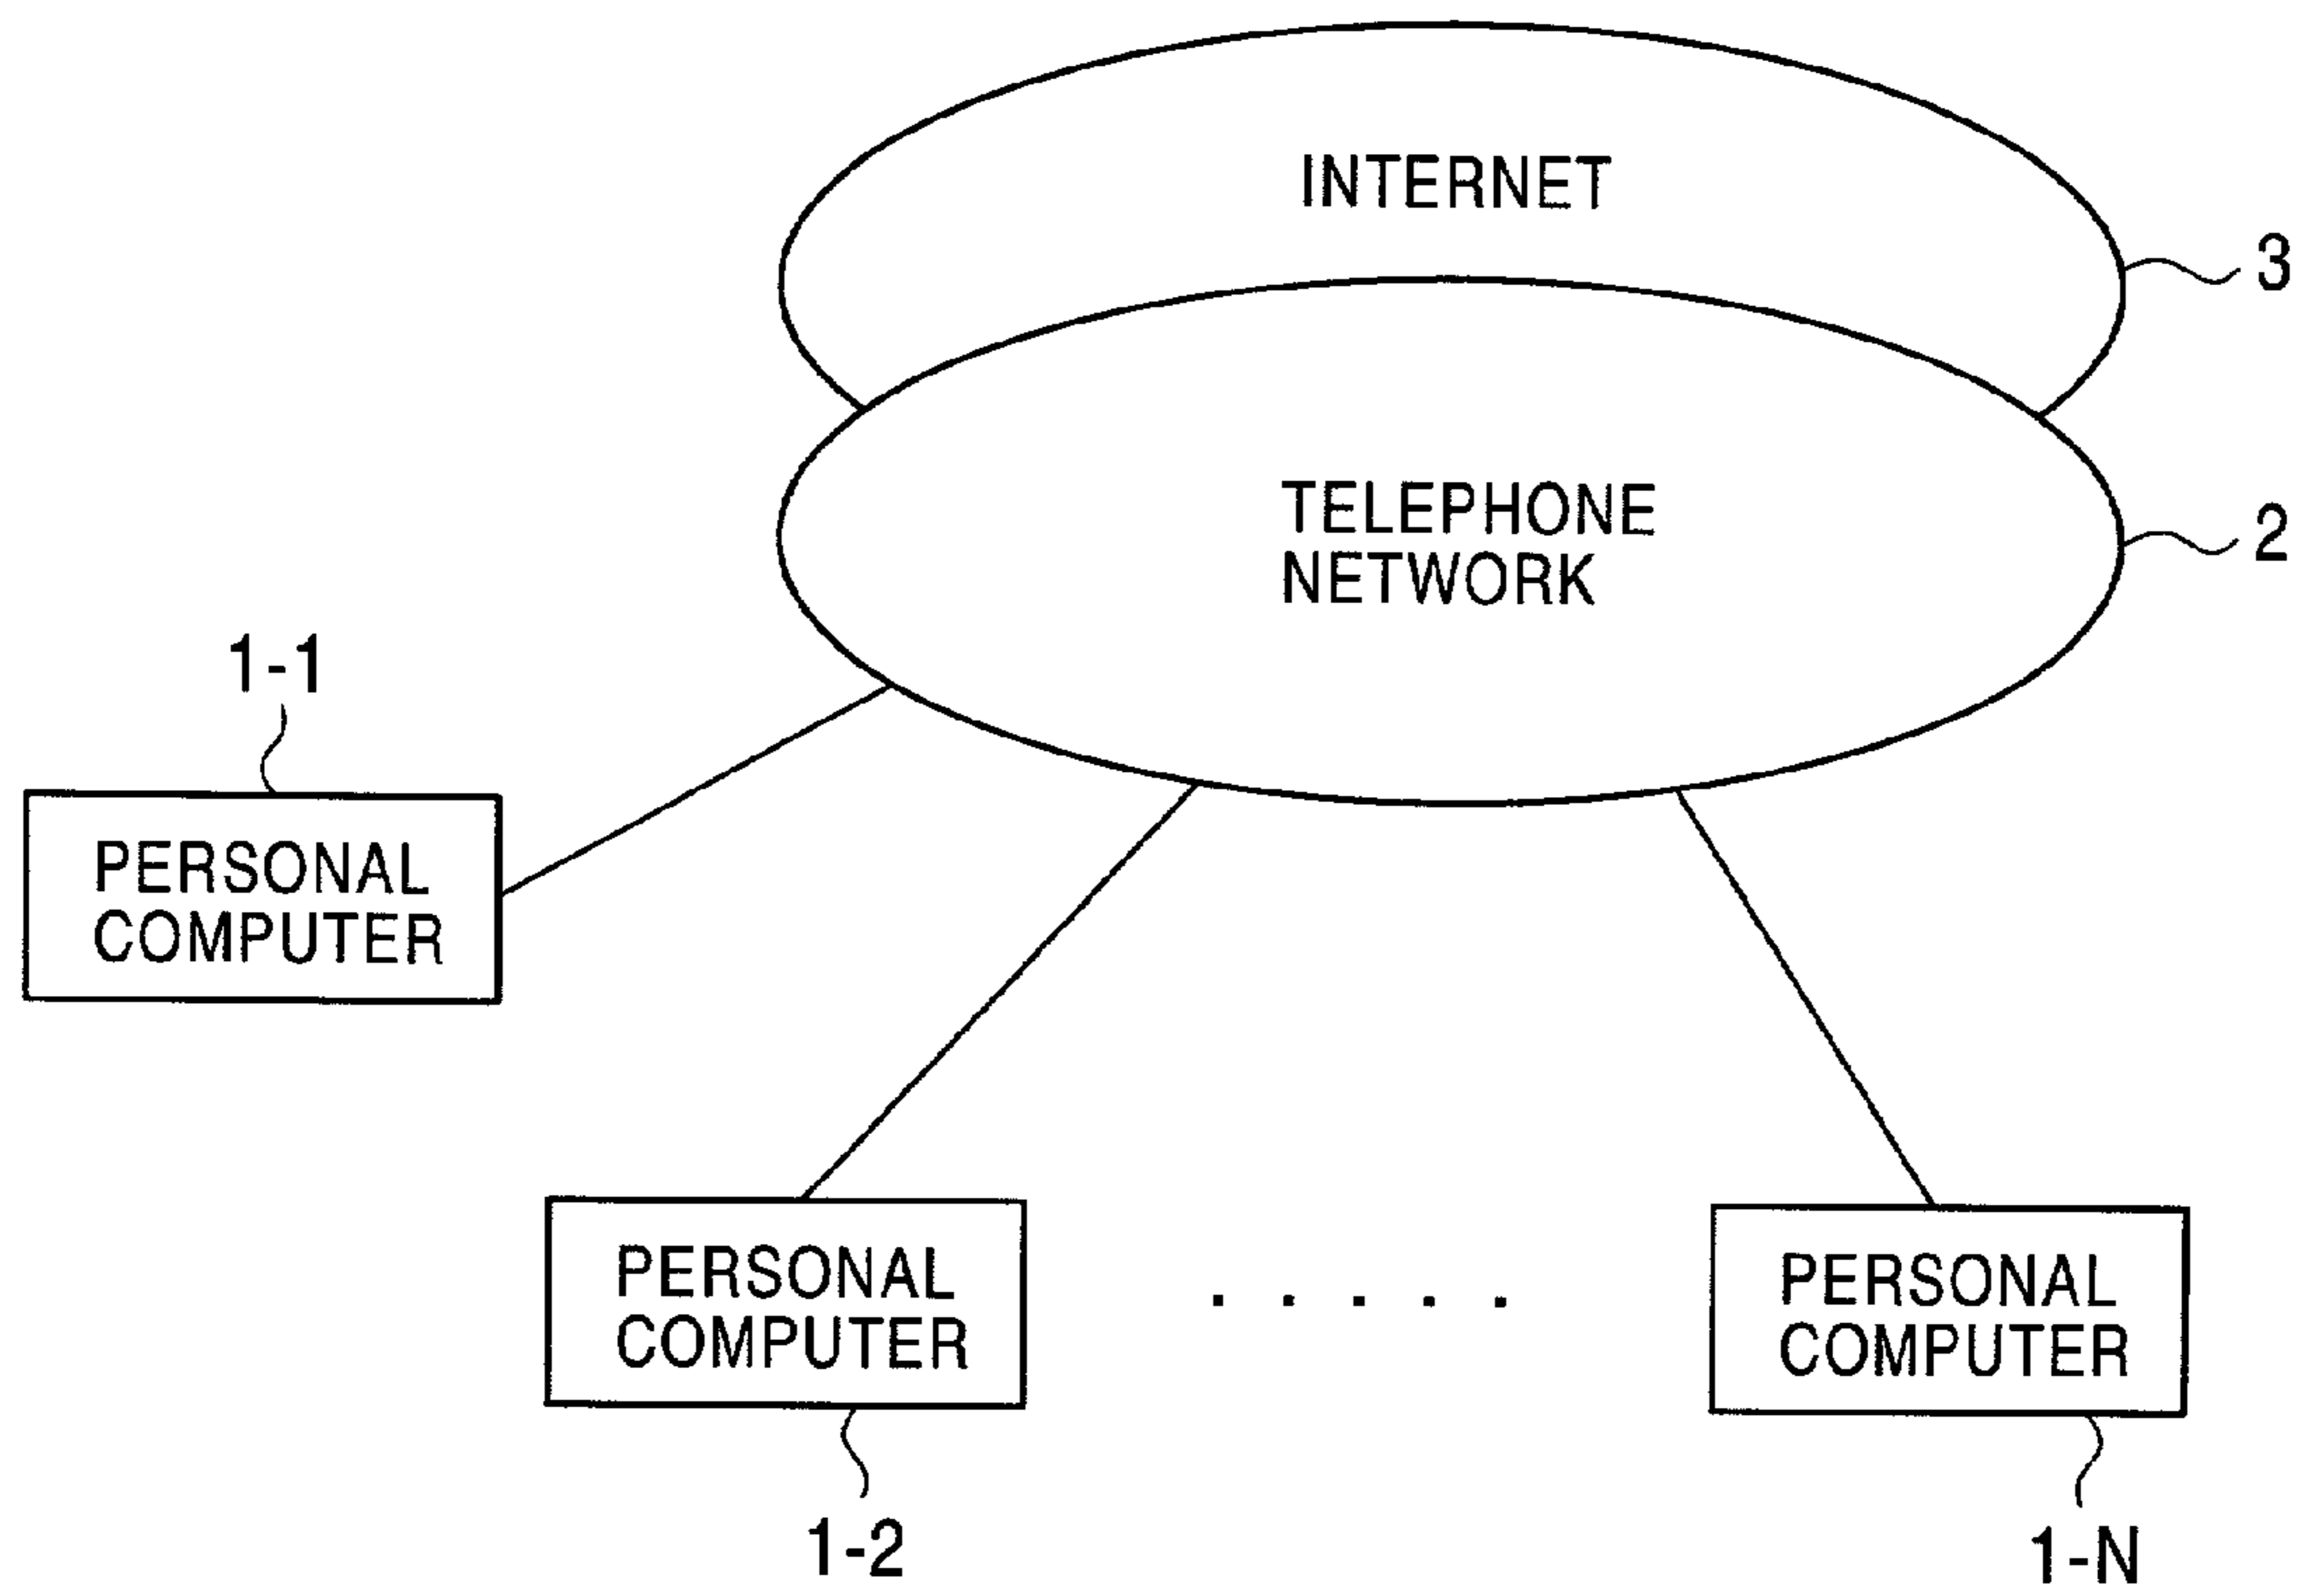 INTERNET
3
TELEPHONE
NETWORK
2
1-1
PERSONAL
COMPUTER
PERSONAL
COMPUTER
. . . . .
PERSONAL
COMPUTER
1-2
1-N